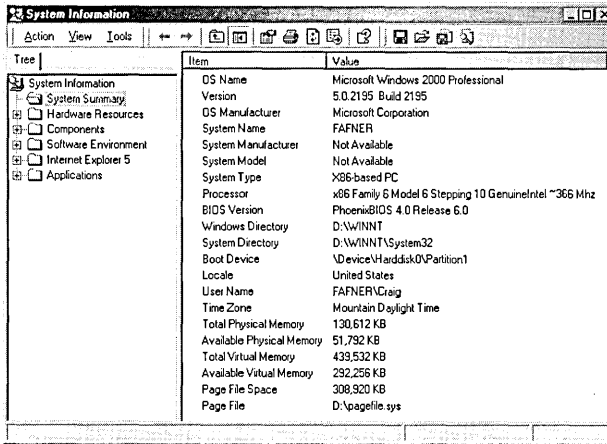 System Information
Action View Tools
Tree
System Information
System Summary
Hardware Resources
Components
Software Environment
Internet Explorer 5
Applications
Item Value
OS Name Microsoft Windows 2000 Professional
Version 5.0.2195 Build 2195
OS Manufacturer Microsoft Corporation
System Name FAFNER
System Manufacturer Not Available
System Model Not Available
System Type X86-based PC
Processor x86 Family 6 Model 6 Stepping 10 GenuineIntel ~366 Mhz
BIOS Version PhoenixBIOS 4.0 Release 6.0
Windows Directory D:\WINNT
System Directory D:\WINNT\System32
Boot Device \Device\Harddisk0\Partition1
Locale United States
User Name FAFNER\Craig
Time Zone Mountain Daylight Time
Total Physical Memory 130,612 KB
Available Physical Memory 51,792 KB
Total Virtual Memory 439,532 KB
Available Virtual Memory 292,256 KB
Page File Space 308,920 KB
Page File D:\pagefile.sys